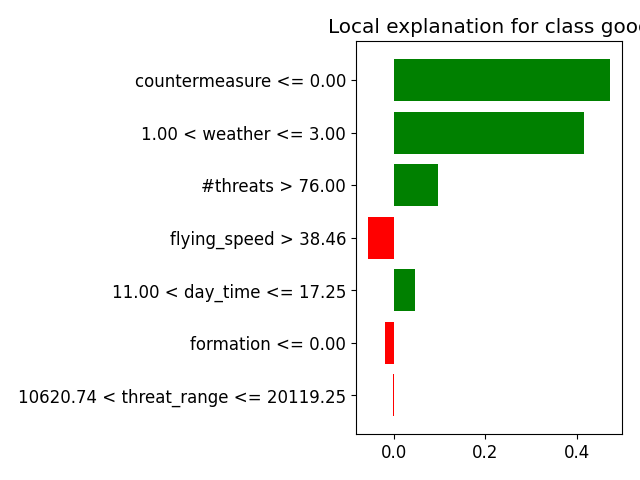 Local explanation for class good
countermeasure <= 0.00
1.00 < weather <= 3.00
#threats > 76.00
flying_speed > 38.46
11.00 < day_time <= 17.25
formation <= 0.00
10620.74 < threat_range <= 20119.25
0.0 0.2 0.4